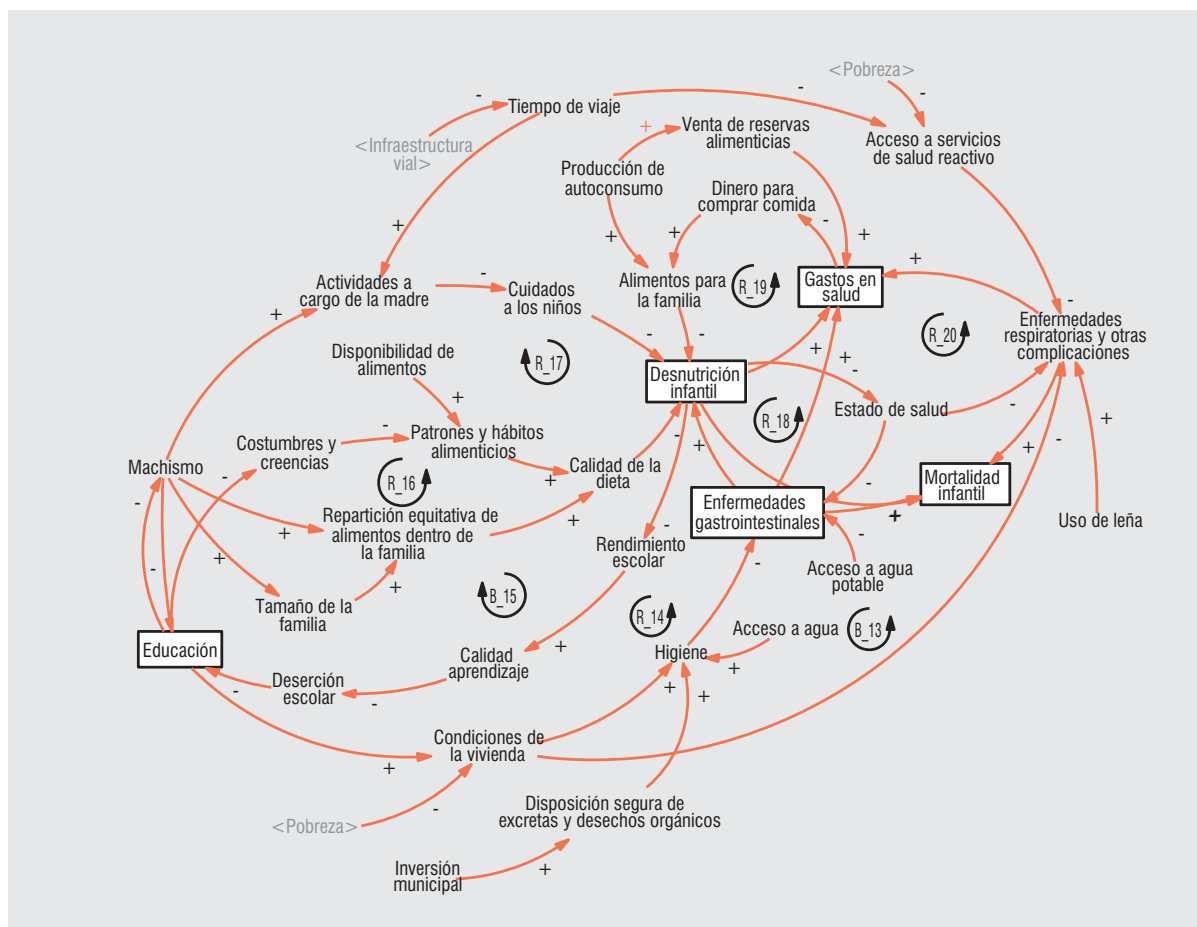 <Pobreza>
-
-
-
Tiempo de viaje
+
Venta de reservas
alimenticias
Acceso a servicios
de salud reactivo
<Infraestructura
vial>
Producción de
autoconsumo
Dinero para
comprar comida
+
+
+
-
+
+
Actividades a
cargo de la madre
-
Cuidados
a los niños
Alimentos para
la familia
R_19
Gastos en
salud
-
Enfermedades
respiratorias y otras
complicaciones
+
R_20
-
-
Disponibilidad de
alimentos
R_17
Desnutrición
infantil
+
+
-
+
Estado de salud
-
R_18
+
Costumbres y
creencias
-
Patrones y hábitos
alimenticios
-
+
+
-
Machismo
R_16
Calidad de la
dieta
+
Mortalidad
infantil
-
-
Enfermedades
gastrointestinales
-
-
+
Uso de leña
+
Repartición equitativa de
alimentos dentro de
la familia
+
-
-
Rendimiento
escolar
Acceso a agua
potable
-
+
+
-
Tamaño de la
familia
B_15
R_14
Acceso a agua
B_13
Educación
+
Calidad
aprendizaje
Higiene
+
-
Deserción
escolar
-
+
+
Condiciones de
la vivienda
+
-
<Pobreza>
Disposición segura de
excretas y desechos orgánicos
Inversión
municipal
+